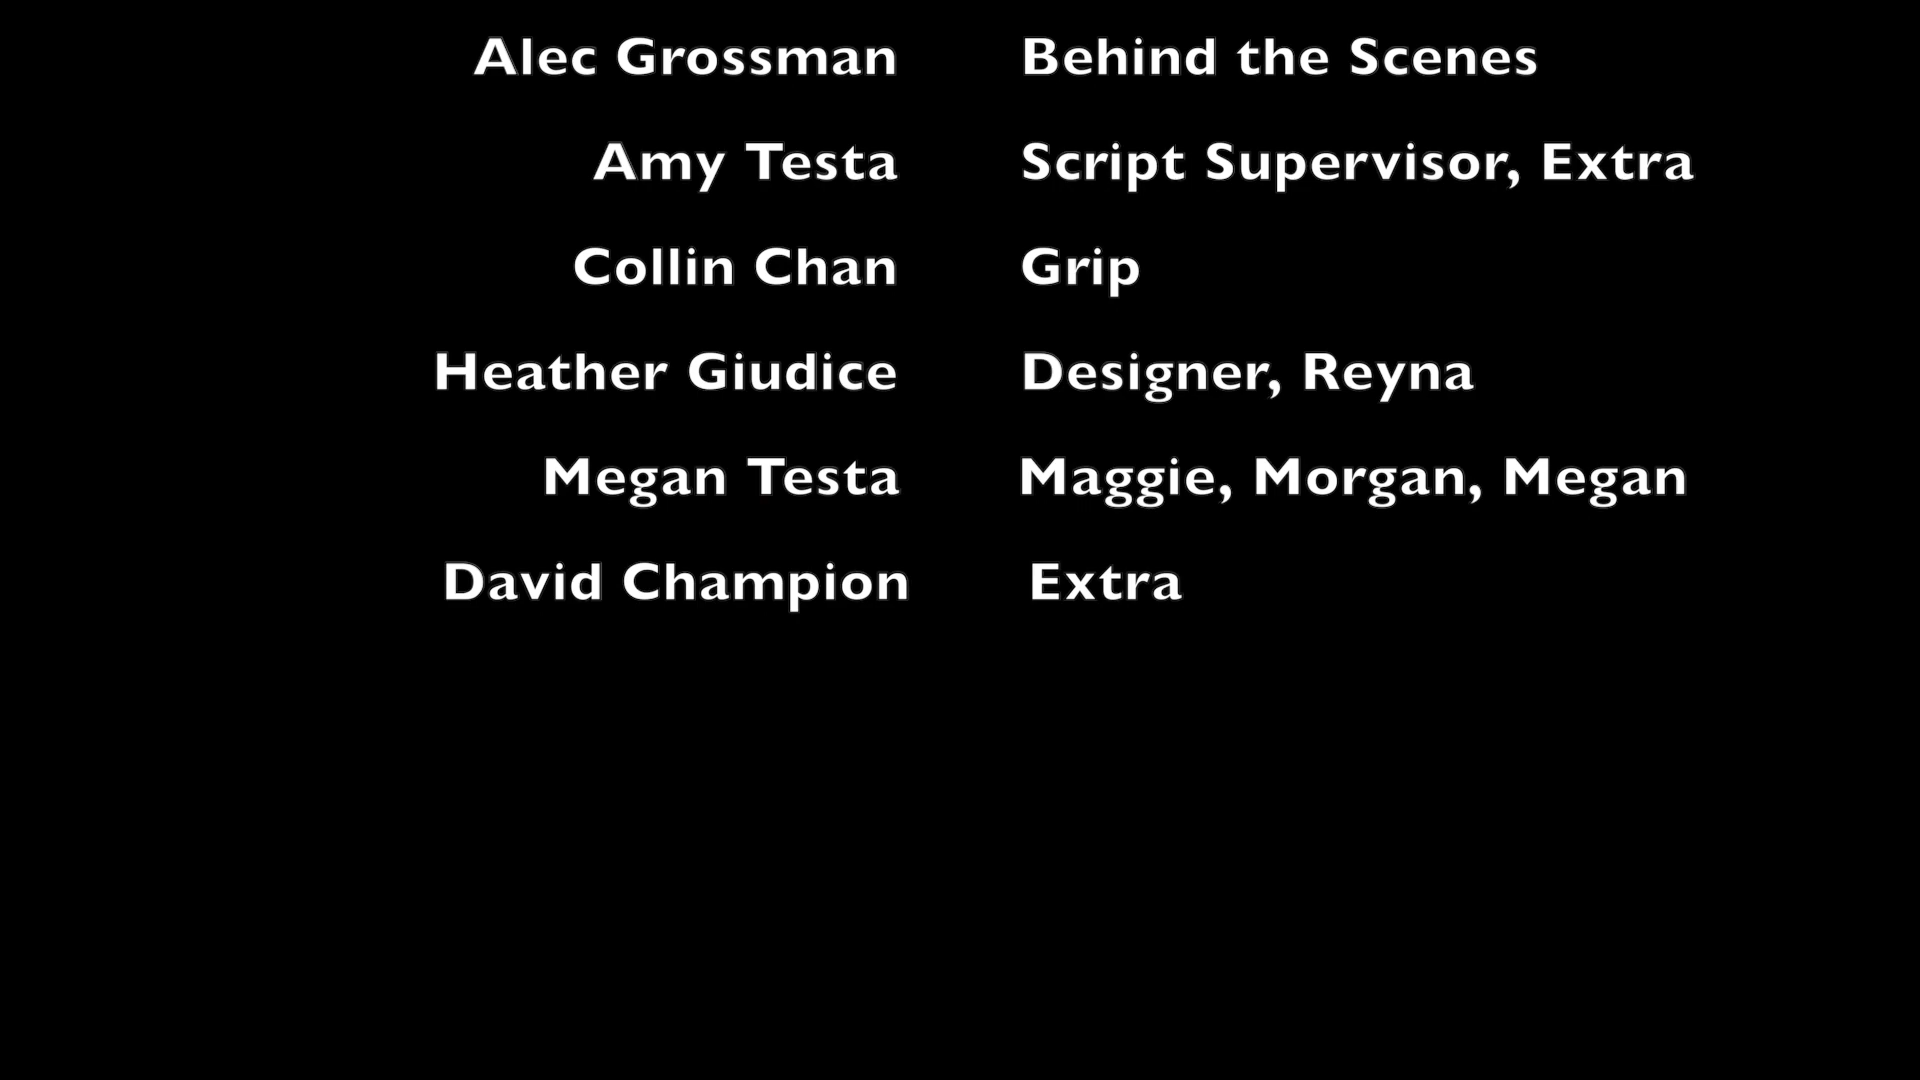 Alec Grossman Behind the Scenes
Amy Testa Script Supervisor, Extra
Collin Chan Grip
Heather Giudice Designer, Reyna
Megan Testa Maggie, Morgan, Megan
David Champion Extra